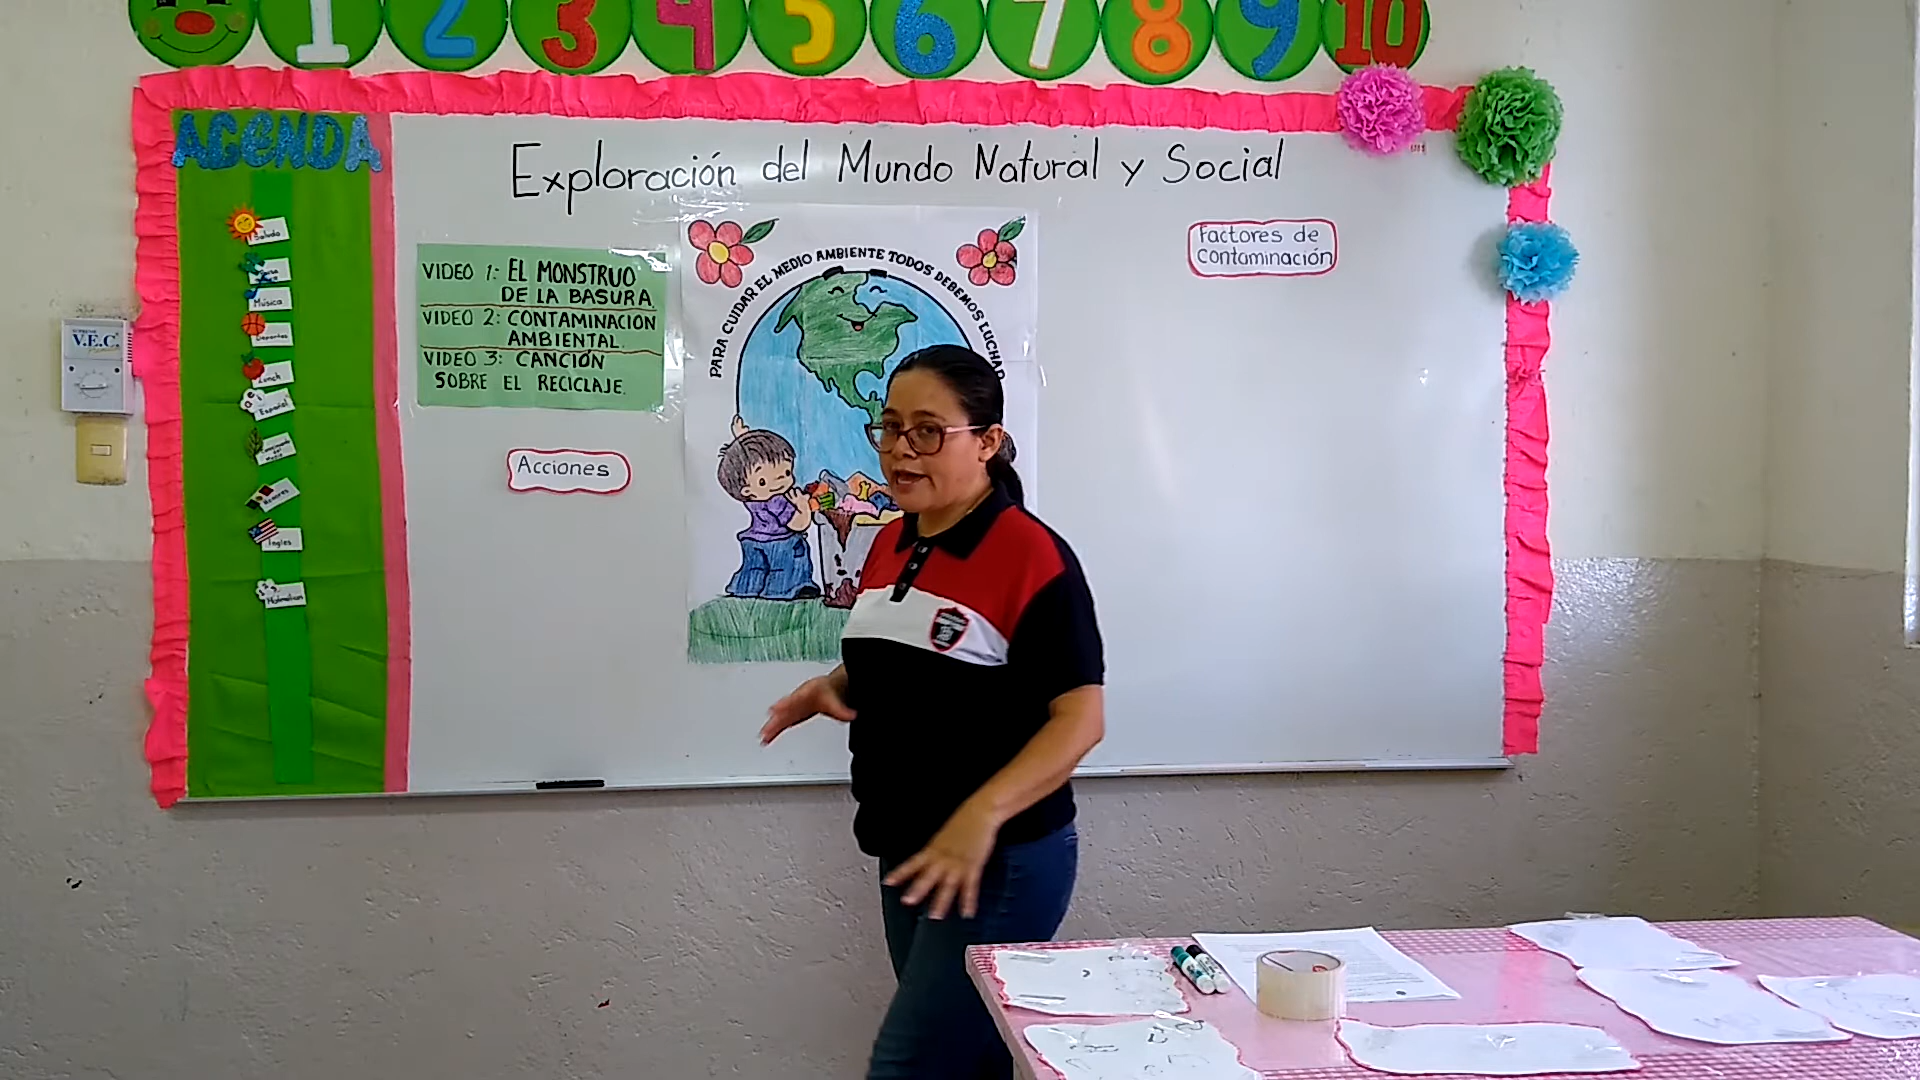 1 2 3 4 5 6 7 8 9 10
AGENDA
Exploración del Mundo Natural y Social
Saludo
Música
Deportes
Lunch
Español
Honores
Ingles
V.E.C.
VIDEO 1: EL MONSTRUO
DE LA BASURA.
VIDEO 2: CONTAMINACION
AMBIENTAL.
VIDEO 3: CANCIÓN
SOBRE EL RECICLAJE.
Acciones
PARA CUIDAR EL MEDIO AMBIENTE TODOS DEBEMOS LUCHAR
Factores de
Contaminación